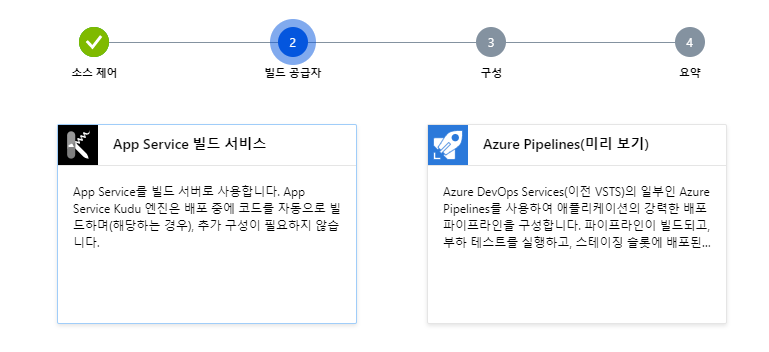 2
3
4
소스 제어
빌드 공급자
구성
요약
App Service 빌드 서비스
App Service를 빌드 서버로 사용합니다. App
Service Kudu 엔진은 배포 중에 코드를 자동으로 빌
드하며(해당하는 경우), 추가 구성이 필요하지 않습
니다.
Azure Pipelines(미리 보기)
Azure DevOps Services(이전 VSTS)의 일부인 Azure
Pipelines를 사용하여 애플리케이션의 강력한 배포
파이프라인을 구성합니다. 파이프라인이 빌드되고,
부하 테스트를 실행하고, 스테이징 슬롯에 배포된...